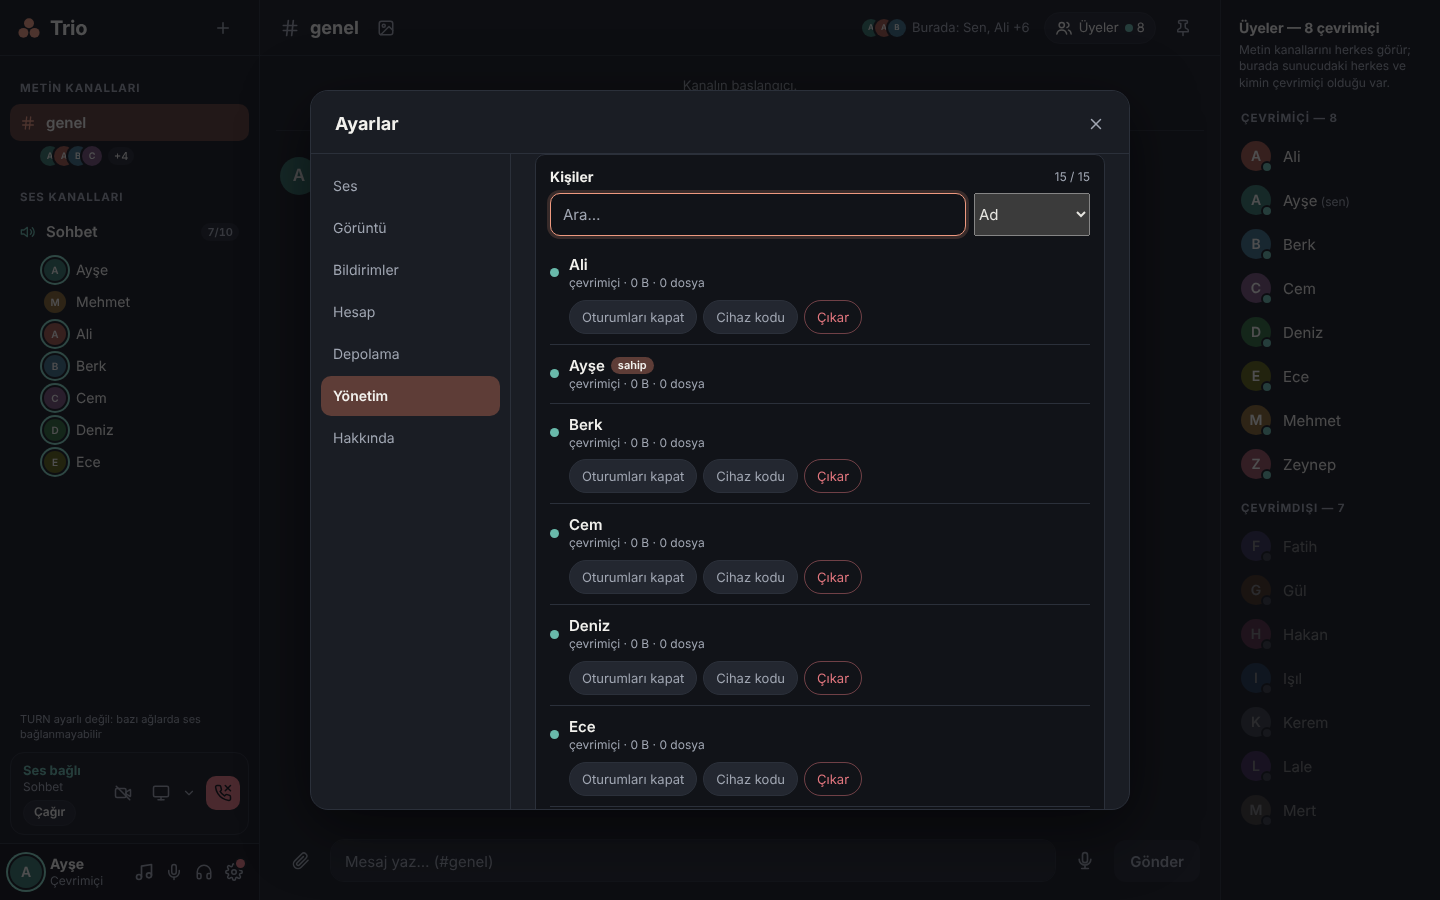 Trio
METİN KANALLARI
genel
A
A
B
C
+4
SES KANALLARI
Sohbet
7/10
A
Ayşe
M
Mehmet
A
Ali
B
Berk
C
Cem
D
Deniz
E
Ece
TURN ayarlı değil: bazı ağlarda ses
bağlanmayabilir
Ses bağlı
Sohbet
Çağır
A
Ayşe
Çevrimiçi
# genel
A
A
B
Burada: Sen, Ali +6
Üyeler
8
Kanalın başlangıcı.
A
Ayarlar
Ses
Görüntü
Bildirimler
Hesap
Depolama
Yönetim
Hakkında
Kişiler
15 / 15
Ara...
Ad
Ali
çevrimiçi · 0 B · 0 dosya
Oturumları kapat
Cihaz kodu
Çıkar
Ayşe
sahip
çevrimiçi · 0 B · 0 dosya
Berk
çevrimiçi · 0 B · 0 dosya
Oturumları kapat
Cihaz kodu
Çıkar
Cem
çevrimiçi · 0 B · 0 dosya
Oturumları kapat
Cihaz kodu
Çıkar
Deniz
çevrimiçi · 0 B · 0 dosya
Oturumları kapat
Cihaz kodu
Çıkar
Ece
çevrimiçi · 0 B · 0 dosya
Oturumları kapat
Cihaz kodu
Çıkar
Mesaj yaz... (#genel)
Gönder
Üyeler — 8 çevrimiçi
Metin kanallarını herkes görür;
burada sunucudaki herkes ve
kimin çevrimiçi olduğu var.
ÇEVRİMİÇİ — 8
A
Ali
A
Ayşe (sen)
B
Berk
C
Cem
D
Deniz
E
Ece
M
Mehmet
Z
Zeynep
ÇEVRİMDIŞI — 7
F
Fatih
G
Gül
H
Hakan
I
Işıl
K
Kerem
L
Lale
M
Mert